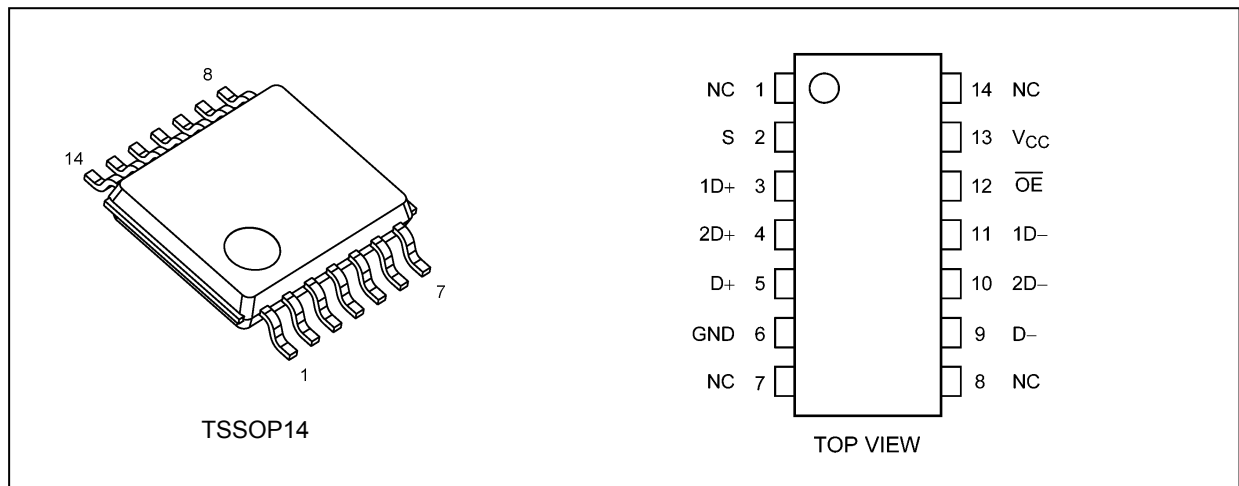 8
14
7
1
TSSOP14
NC 1 14 NC
S 2 13 VCC
1D+ 3 12 O̅E̅
2D+ 4 11 1D−
D+ 5 10 2D−
GND 6 9 D−
NC 7 8 NC
TOP VIEW